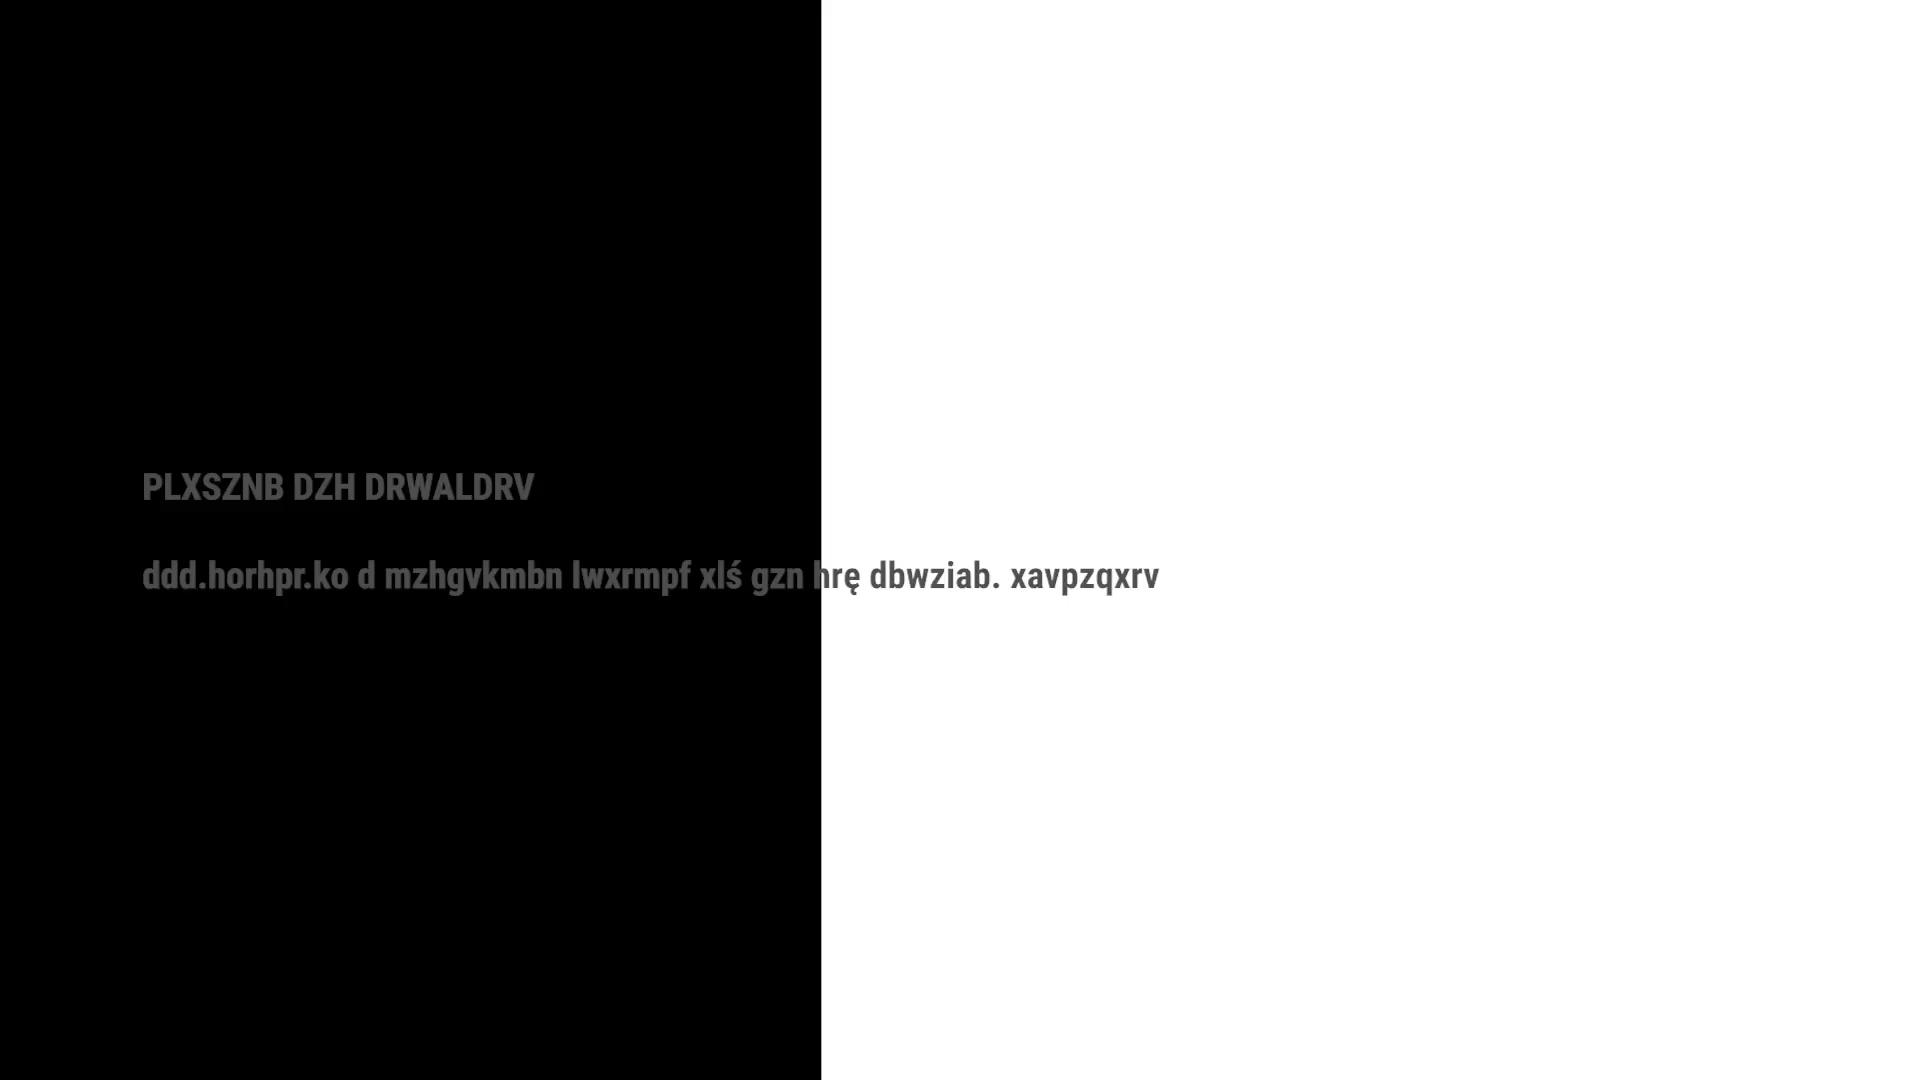 PLXSZNB DZH DRWALDRV
ddd.horhpr.ko d mzhgvkmbn lwxrmpf xlś gzn hrę dbwziab. xavpzqxrv